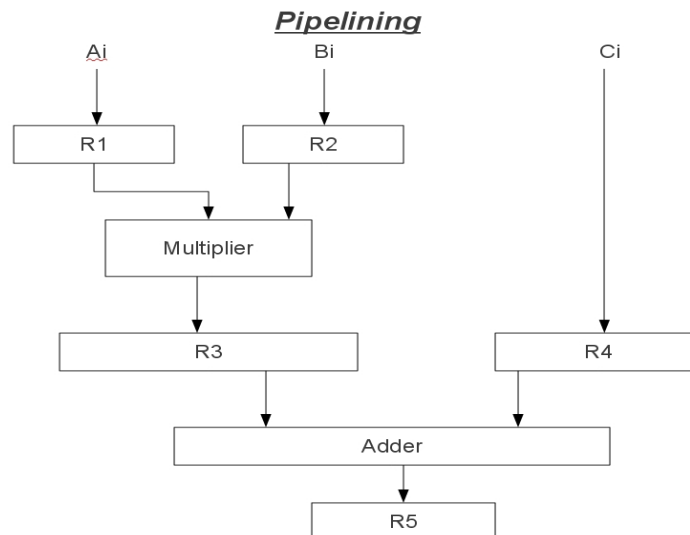 Pipelining
Ai Bi Ci
R1 R2
Multiplier
R3 R4
Adder
R5